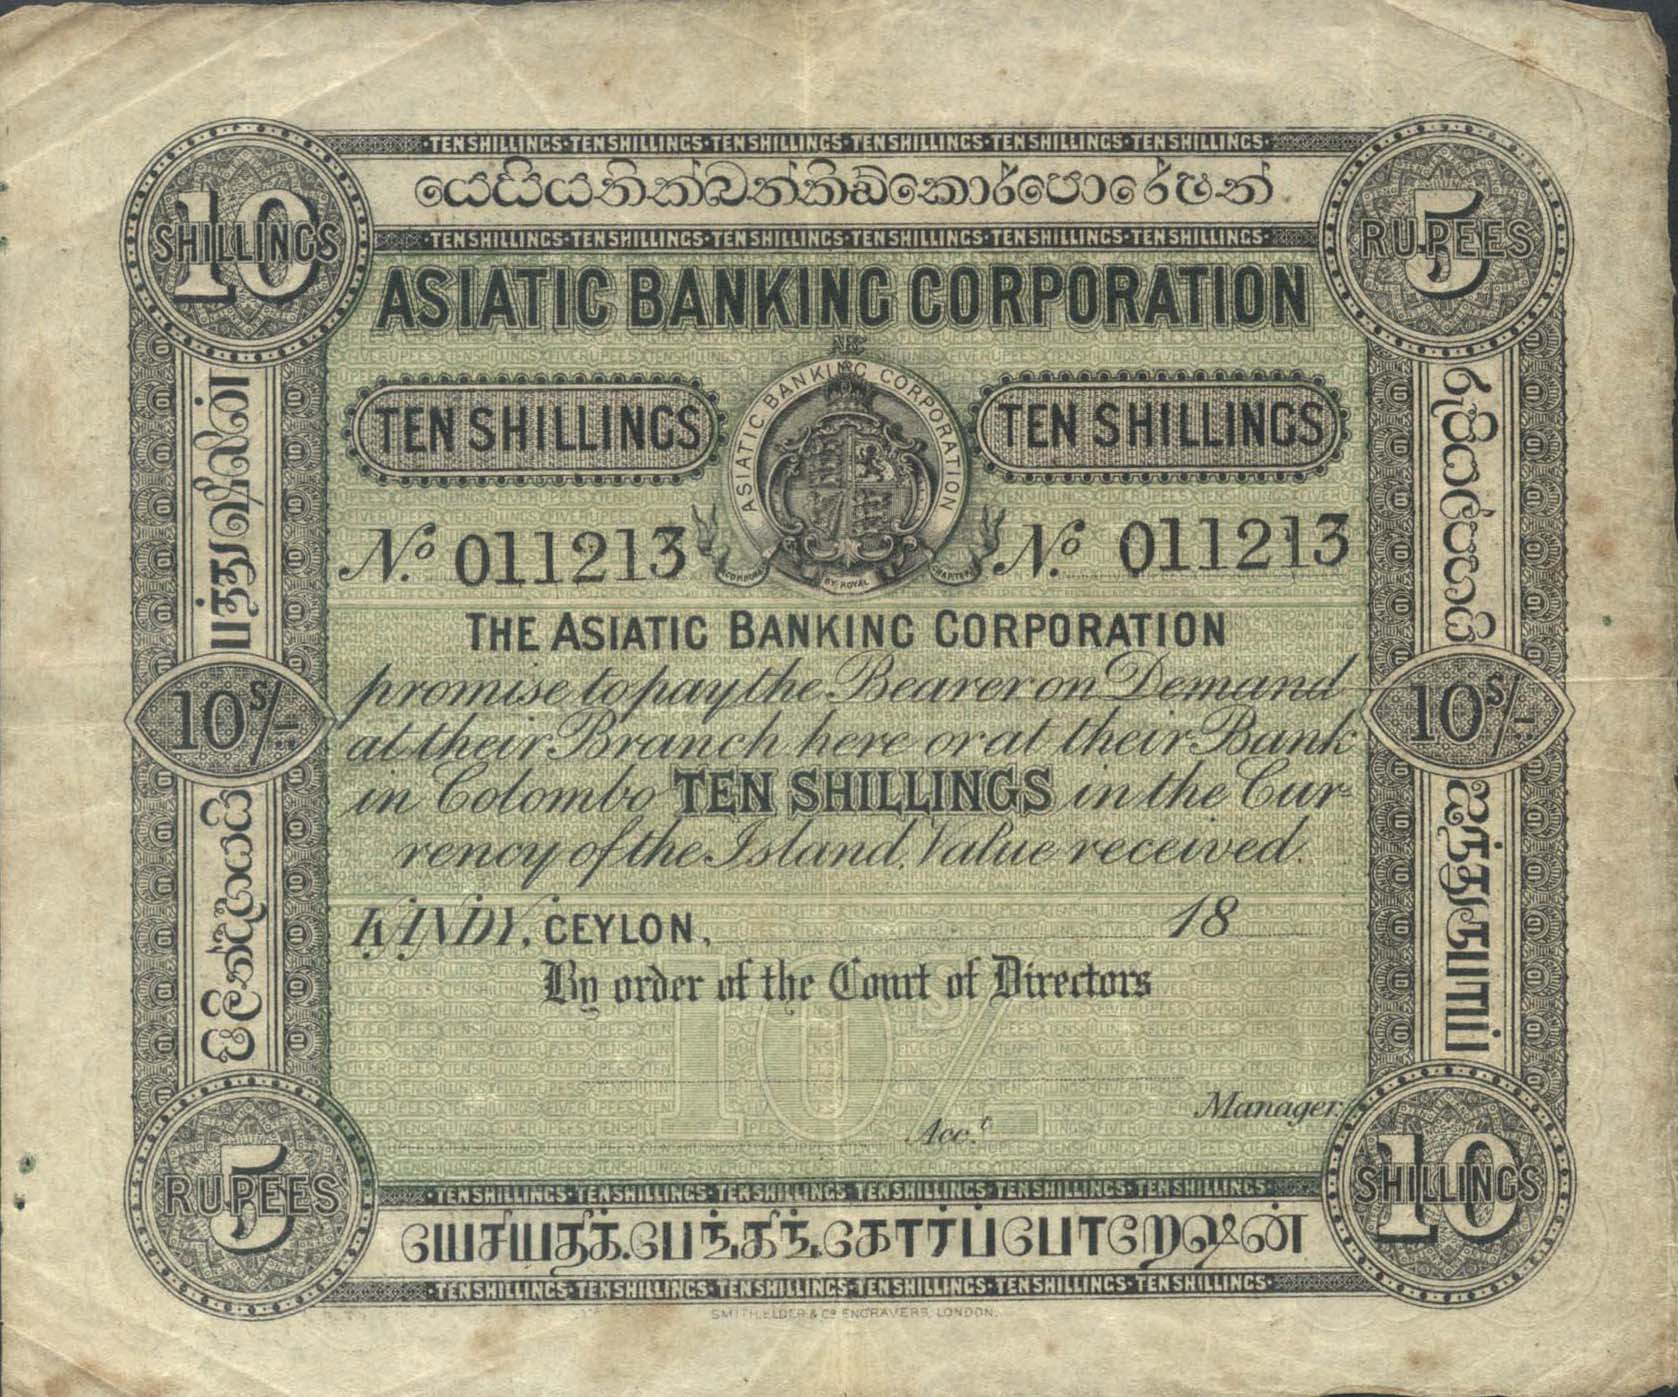 ·TEN SHILLINGS·TEN SHILLINGS·TEN SHILLINGS·TEN SHILLINGS·TEN SHILLINGS·TEN SHILLINGS·
·TEN SHILLINGS·TEN SHILLINGS·TEN SHILLINGS·TEN SHILLINGS·TEN SHILLINGS·TEN SHILLINGS·
10 SHILLINGS
5 RUPEES
ASIATIC BANKING CORPORATION
TEN SHILLINGS
ASIATIC BANKING CORPORATION
BY ROYAL CHARTER
TEN SHILLINGS
No. 011213
No. 011213
THE ASIATIC BANKING CORPORATION
promise to pay the Bearer on Demand
at their Branch here or at their Bank
in Colombo TEN SHILLINGS in the Cur-
rency of the Island, Value received.
10s/-
10s/-
KANDY, CEYLON, 18
By order of the Court of Directors
10s/-
Manager
Acct.
5 RUPEES
10 SHILLINGS
·TEN SHILLINGS·TEN SHILLINGS·TEN SHILLINGS·TEN SHILLINGS·TEN SHILLINGS·TEN SHILLINGS·
யேசியதிக்.பேங்கிங்.கோர்ப்போறேஷன்
·TEN SHILLINGS·TEN SHILLINGS·TEN SHILLINGS·TEN SHILLINGS·TEN SHILLINGS·TEN SHILLINGS·
SMITH, ELDER & Co. ENGRAVERS, LONDON.